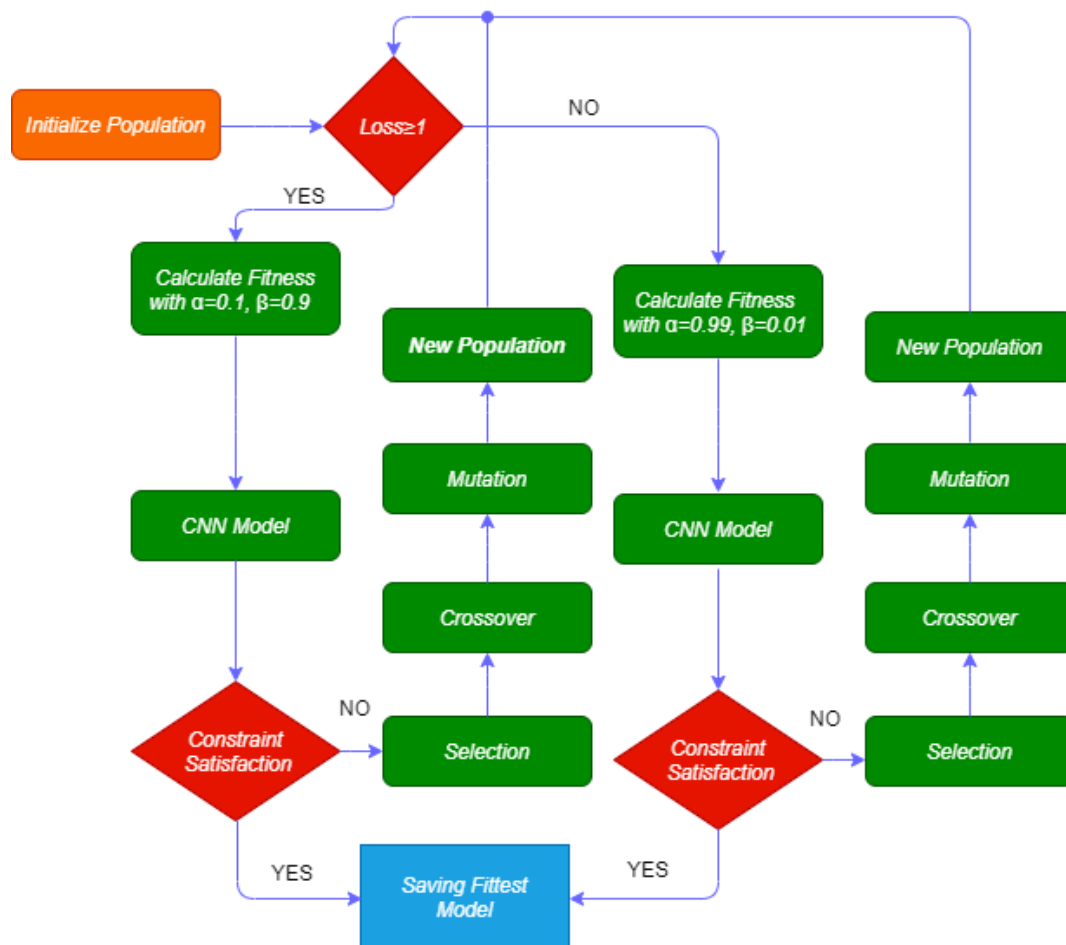 Initialize Population
Loss≥1
NO
YES
Calculate Fitness
with α=0.1, β=0.9
CNN Model
Constraint
Satisfaction
NO
Selection
Crossover
Mutation
New Population
YES
Calculate Fitness
with α=0.99, β=0.01
CNN Model
Constraint
Satisfaction
NO
Selection
Crossover
Mutation
New Population
YES
Saving Fittest
Model